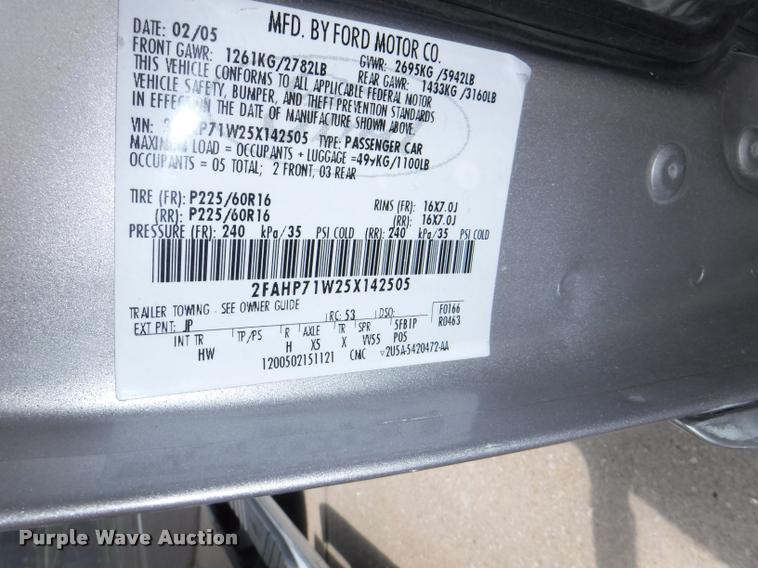 MFD. BY FORD MOTOR CO.
DATE: 02/05 GVWR: 2695KG/5942LB
FRONT GAWR: 1261KG/2782LB REAR GAWR: 1433KG/3160LB
THIS VEHICLE CONFORMS TO ALL APPLICABLE FEDERAL MOTOR
VEHICLE SAFETY, BUMPER, AND THEFT PREVENTION STANDARDS
IN EFFECT ON THE DATE OF MANUFACTURE SHOWN ABOVE.
VIN: 2FAHP71W25X142505 TYPE: PASSENGER CAR
MAXIMUM LOAD = OCCUPANTS + LUGGAGE =499KG/1100LB
OCCUPANTS = 05 TOTAL; 2 FRONT, 03 REAR
TIRE (FR): P225/60R16 RIMS (FR): 16X7.0J
(RR): P225/60R16 (RR): 16X7.0J
PRESSURE (FR): 240 kPa/35 PSI COLD (RR): 240 kPa/35 PSI COLD
2FAHP71W25X142505
TRAILER TOWING - SEE OWNER GUIDE
EXT PNT: JP RC: 53 DSO: F0166
R0463
INT TR TP/PS R AXLE TR SPR 5FB1P
HW H X5 X VV55 P05
1200502151121 CMC 2U5A-5420472-AA
Purple Wave Auction